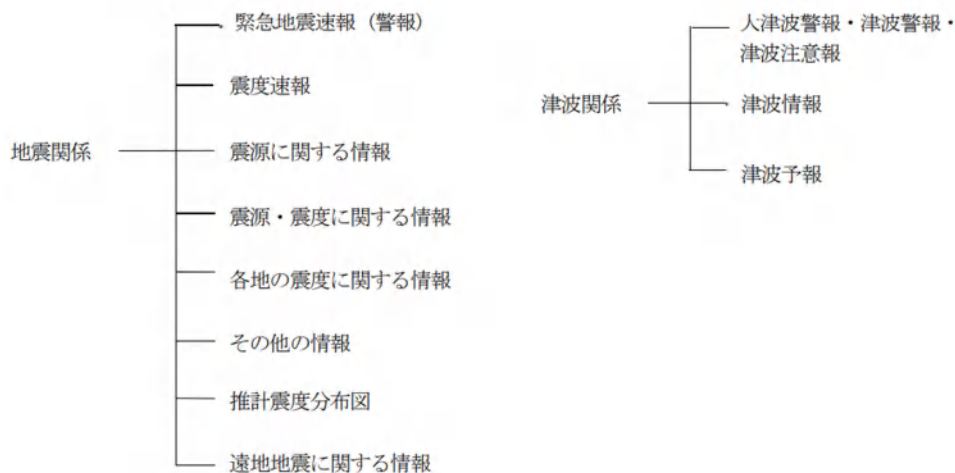 地震関係
緊急地震速報（警報）
震度速報
震源に関する情報
震源・震度に関する情報
各地の震度に関する情報
その他の情報
推計震度分布図
遠地地震に関する情報
津波関係
人津波警報・津波警報・
津波注意報
津波情報
津波予報